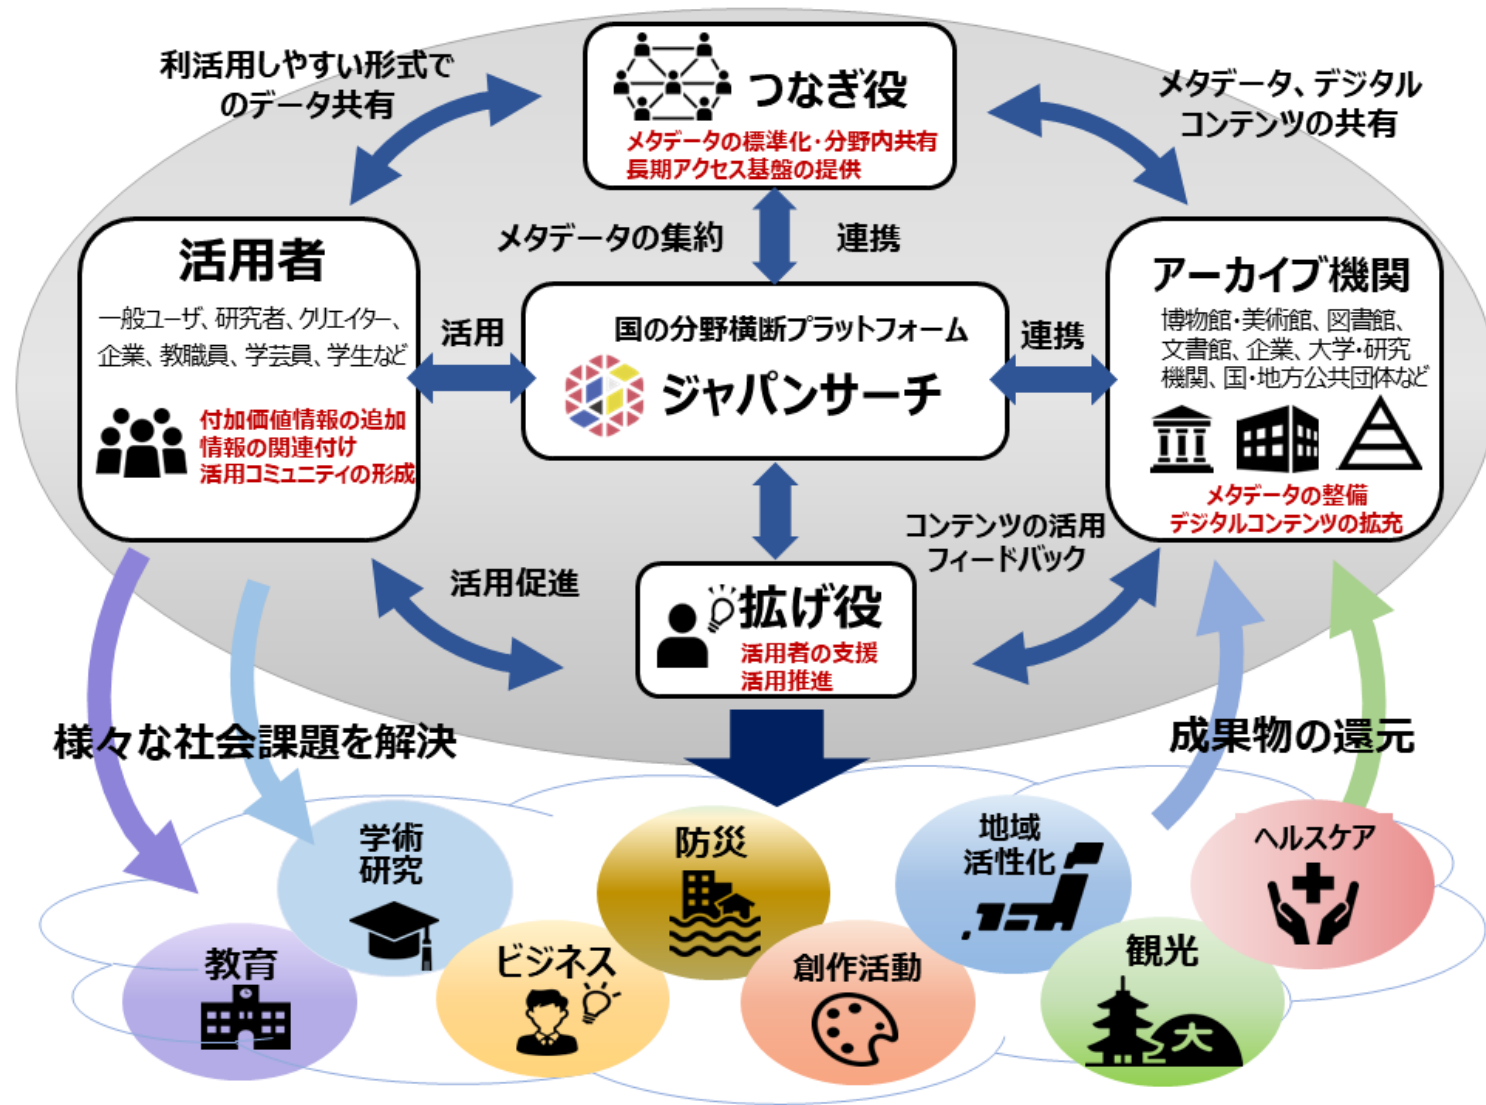 利活用しやすい形式で
のデータ共有
つなぎ役
メタデータの標準化・分野内共有
長期アクセス基盤の提供
メタデータ、デジタル
コンテンツの共有
メタデータの集約
連携
活用者
一般ユーザ、研究者、クリエイター、
企業、教職員、学芸員、学生など
付加価値情報の追加
情報の関連付け
活用コミュニティの形成
活用
国の分野横断プラットフォーム
ジャパンサーチ
連携
アーカイブ機関
博物館・美術館、図書館、
文書館、企業、大学・研究
機関、国・地方公共団体など
メタデータの整備
デジタルコンテンツの拡充
活用促進
拡げ役
活用者の支援
活用推進
コンテンツの活用
フィードバック
様々な社会課題を解決
成果物の還元
教育
学術
研究
ビジネス
防災
創作活動
地域
活性化
観光
大
ヘルスケア